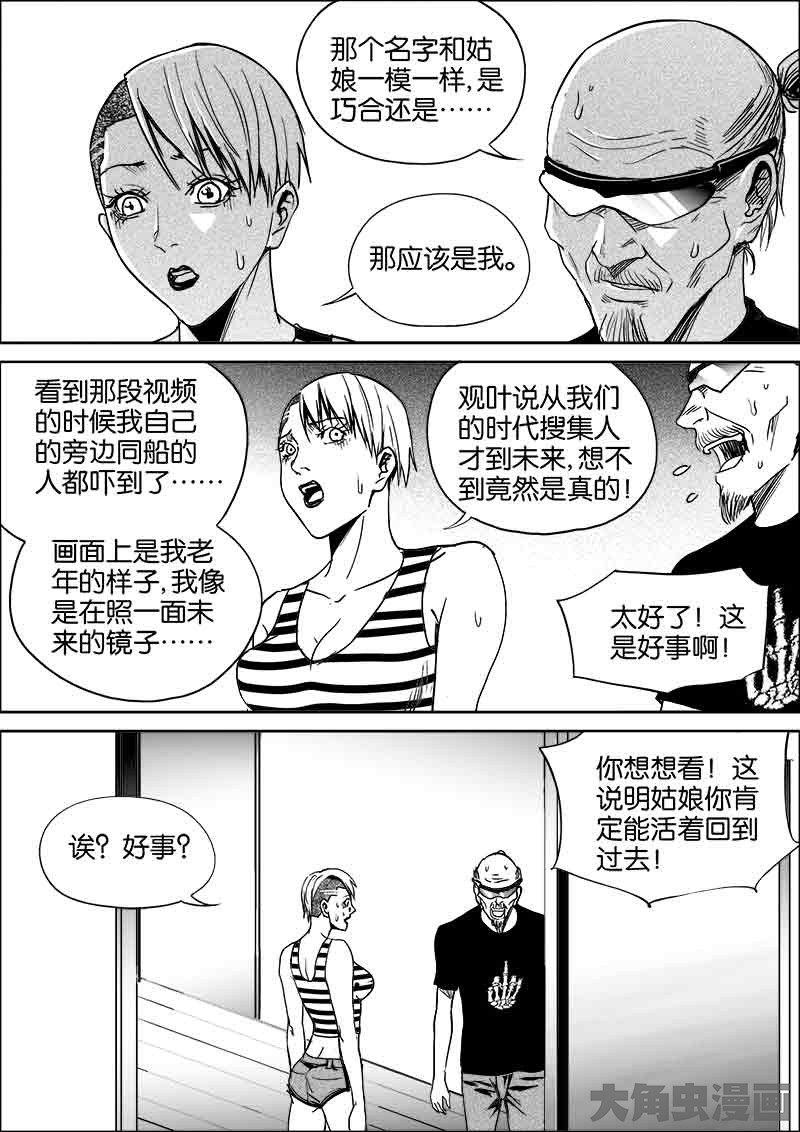 那个名字和姑
娘一模一样,是
巧合还是……
那应该是我。
看到那段视频
的时候我自己
的旁边同船的
人都吓到了……
画面上是我老
年的样子,我像
是在照一面未
来的镜子……
观叶说从我们
的时代搜集人
才到未来,想不
到竟然是真的!
太好了!这
是好事啊!
诶?好事?
你想想看!这
说明姑娘你肯
定能活着回到
过去!
大角虫漫画